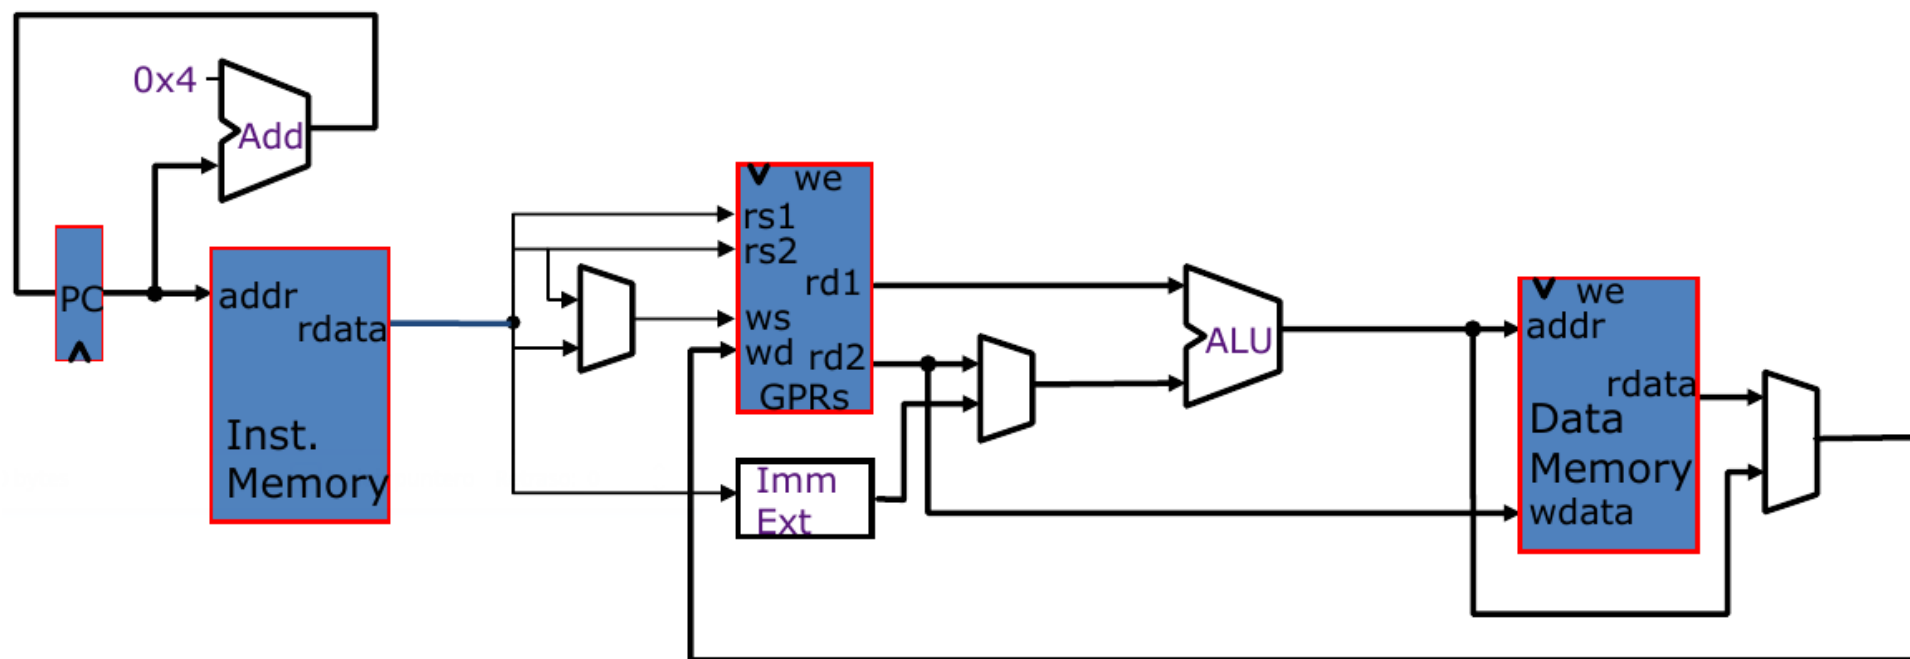 0x4
Add
PC
addr
rdata
Inst.
Memory
we
rs1
rs2
rd1
ws
wd
rd2
GPRs
Imm
Ext
ALU
we
addr
rdata
Data
Memory
wdata